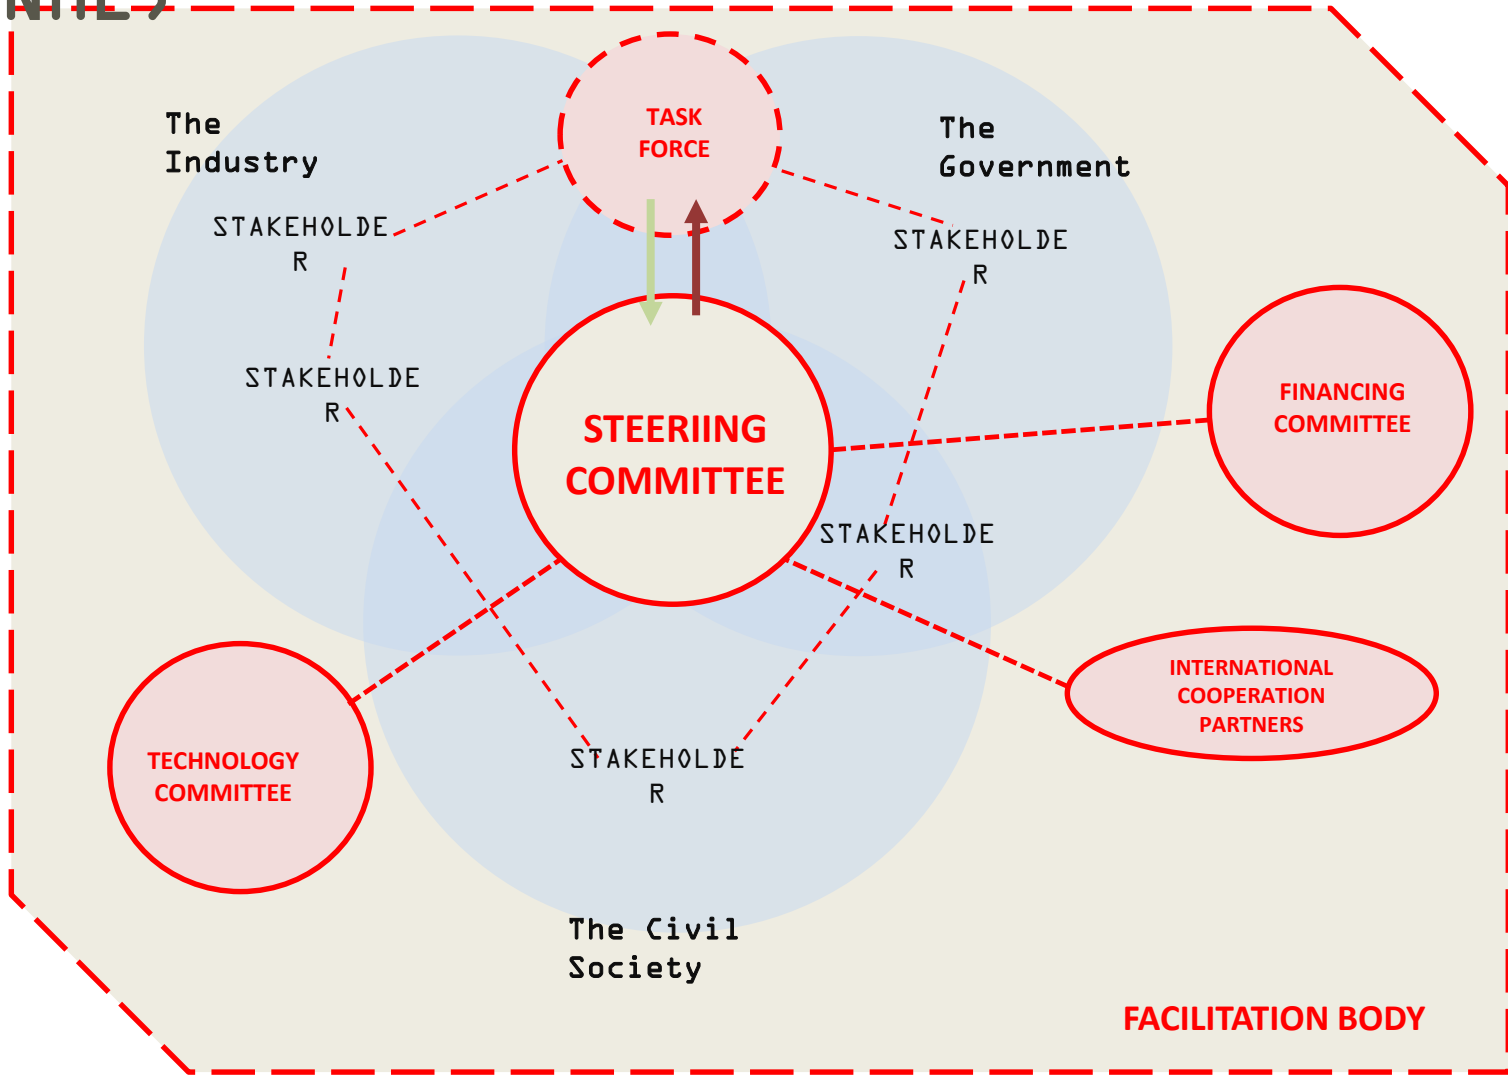 The
Industry
TASK
FORCE
The
Government
STAKEHOLDE
R
STAKEHOLDE
R
STAKEHOLDE
R
FINANCING
COMMITTEE
STEERIING
COMMITTEE
STAKEHOLDE
R
INTERNATIONAL
COOPERATION
PARTNERS
TECHNOLOGY
COMMITTEE
STAKEHOLDE
R
The Civil
Society
FACILITATION BODY